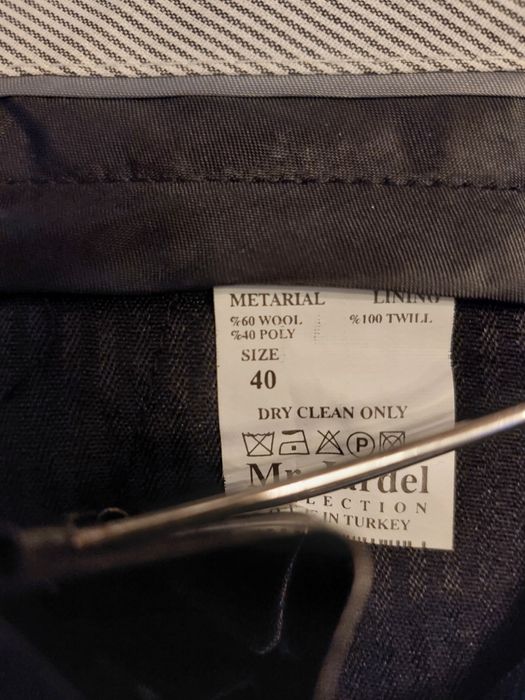 METARIAL LINING
%60 WOOL %100 TWILL
%40 POLY
SIZE
40
DRY CLEAN ONLY
P
Mr.
IN TURKEY